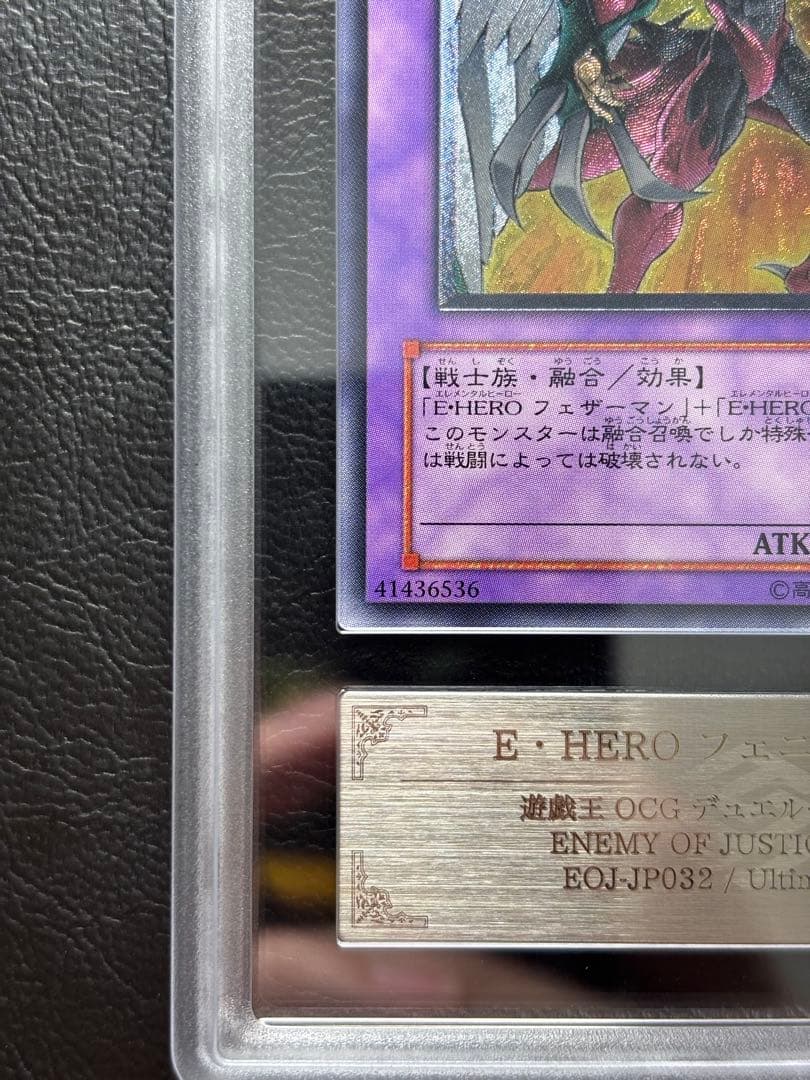 【戦士族・融合／効果】
「E・HERO フェザーマン」＋「E・HERO
このモンスターは融合召喚でしか特殊
は戦闘によっては破壊されない。
ATK
41436536
©高
E・HERO フェニ
遊戯王 OCG デュエル
ENEMY OF JUSTIC
EOJ-JP032 / Ultim